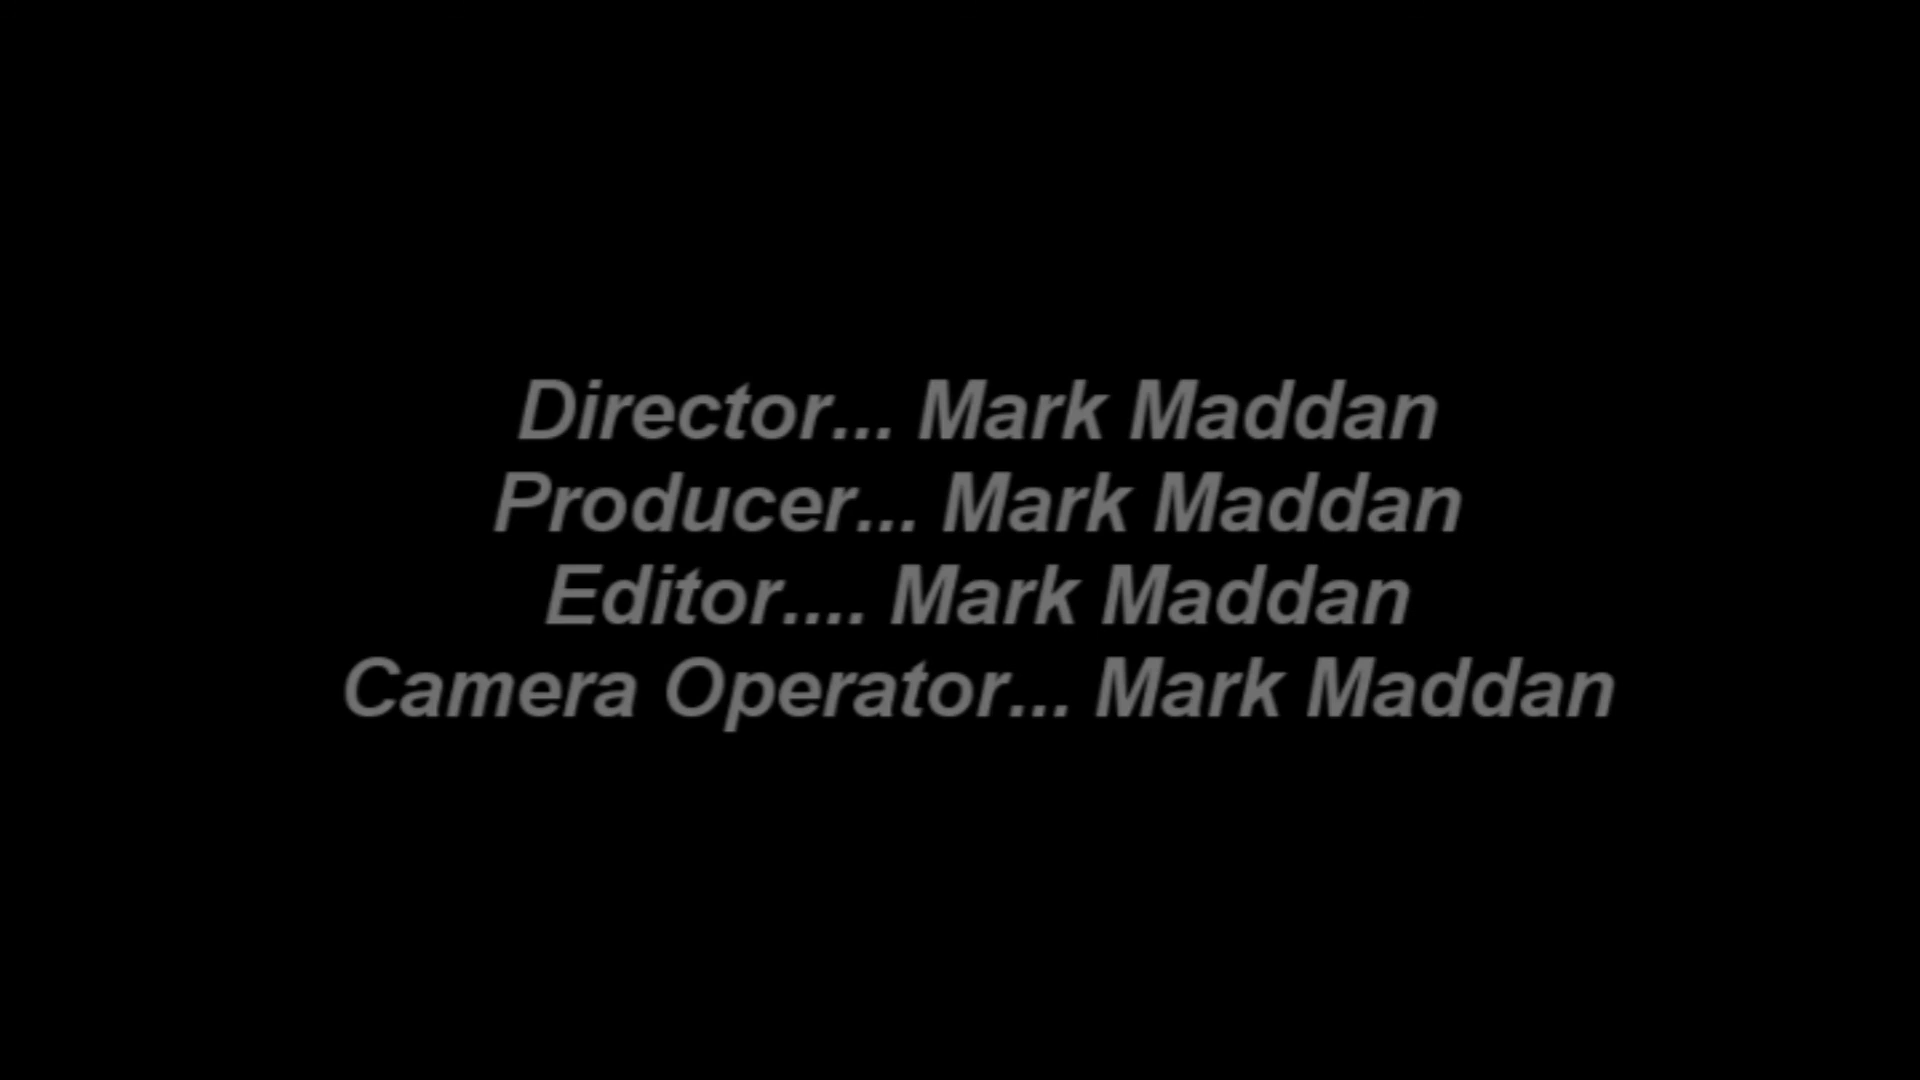 Director... Mark Maddan
Producer... Mark Maddan
Editor.... Mark Maddan
Camera Operator... Mark Maddan